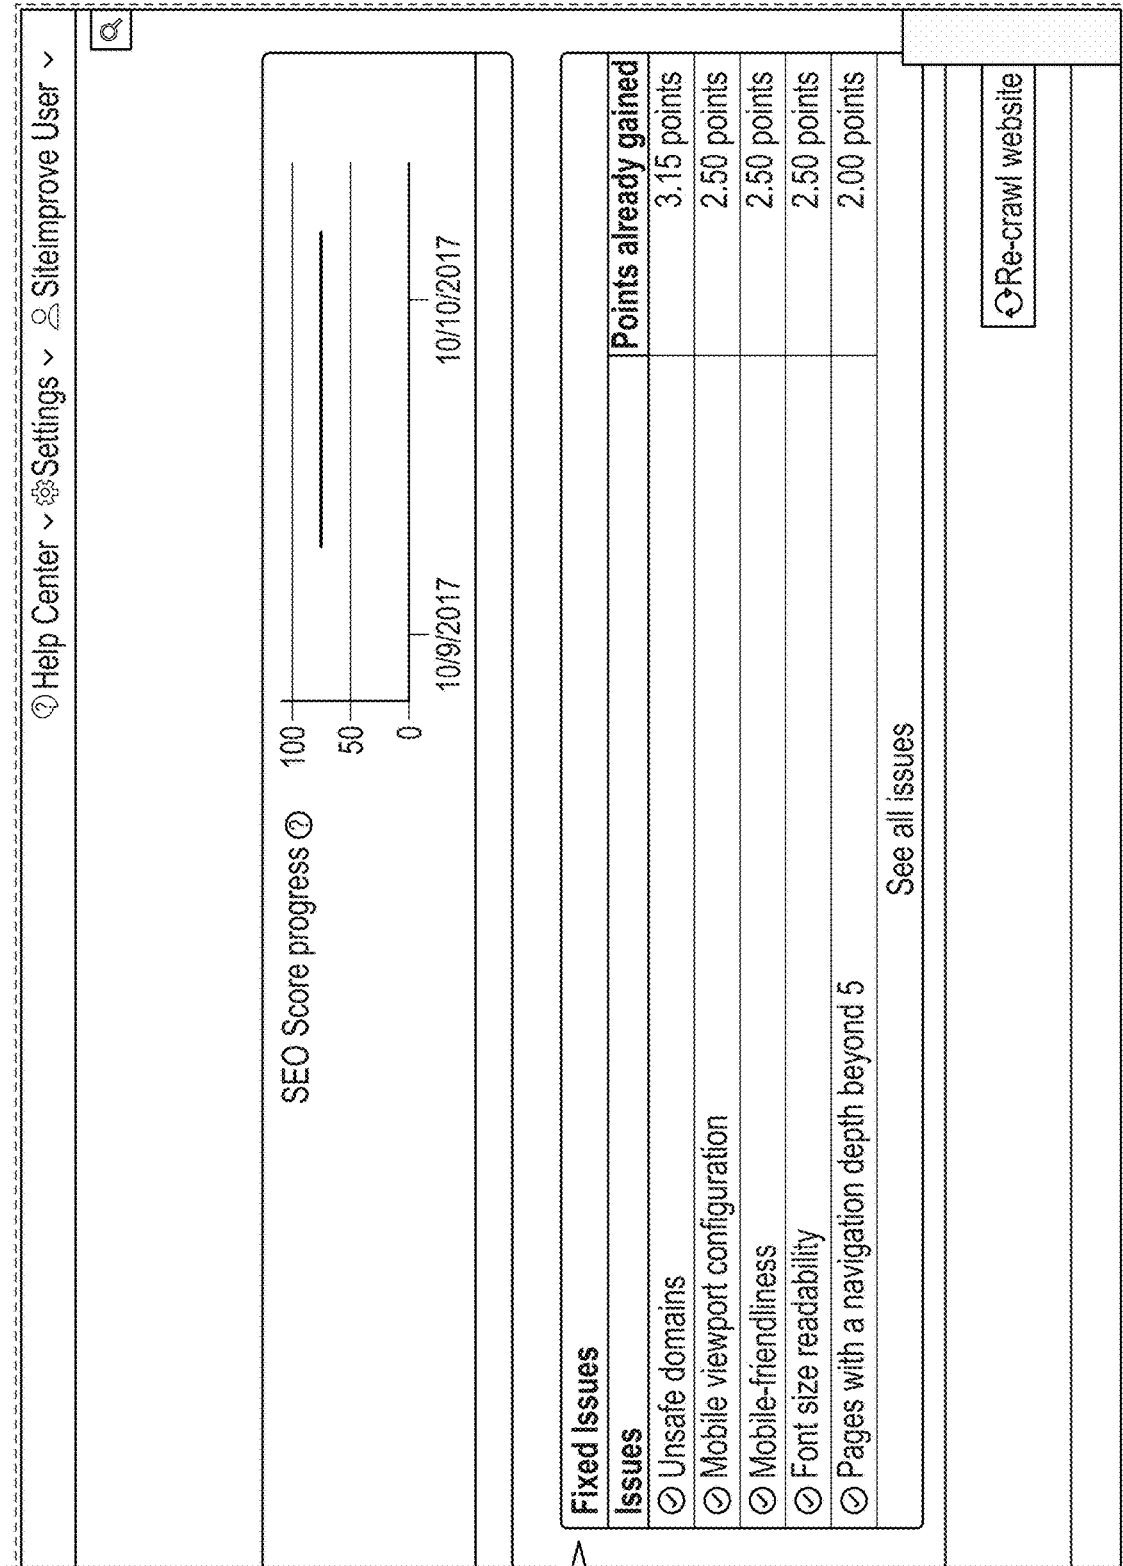 Help Center Settings Siteimprove User
SEO Score progress
100
50
0
10/9/2017 10/10/2017
Fixed Issues
Issues Points already gained
Unsafe domains 3.15 points
Mobile viewport configuration 2.50 points
Mobile-friendliness 2.50 points
Font size readability 2.50 points
Pages with a navigation depth beyond 5 2.00 points
See all issues
Re-crawl website